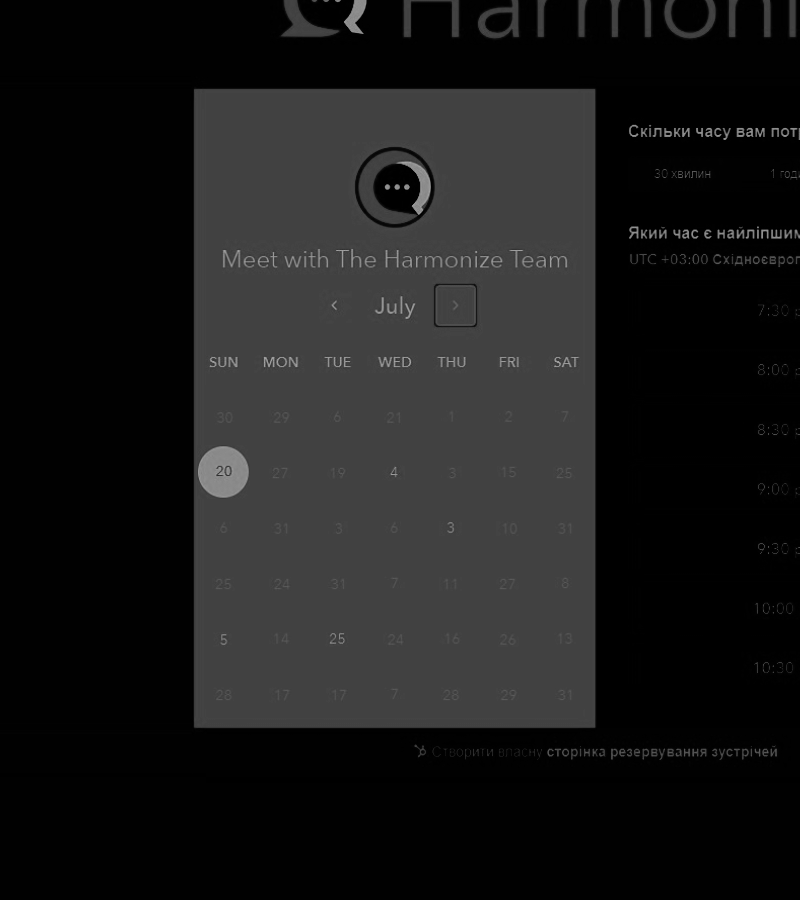 Harmoni
Meet with The Harmonize Team
July
SUN MON TUE WED THU FRI SAT
30 29 6 21 1 2 7
20 27 19 4 3 15 25
6 31 3 6 3 10 31
25 24 31 7 11 27 8
5 14 25 24 16 26 13
28 17 17 7 28 29 31
Скільки часу вам
30 хвилин 1
Який час є
UTC +03:00
7:30
8:00
8:30
9:00
9:30
10:00
10:30
Створити власну сторінка резервування зустрічей